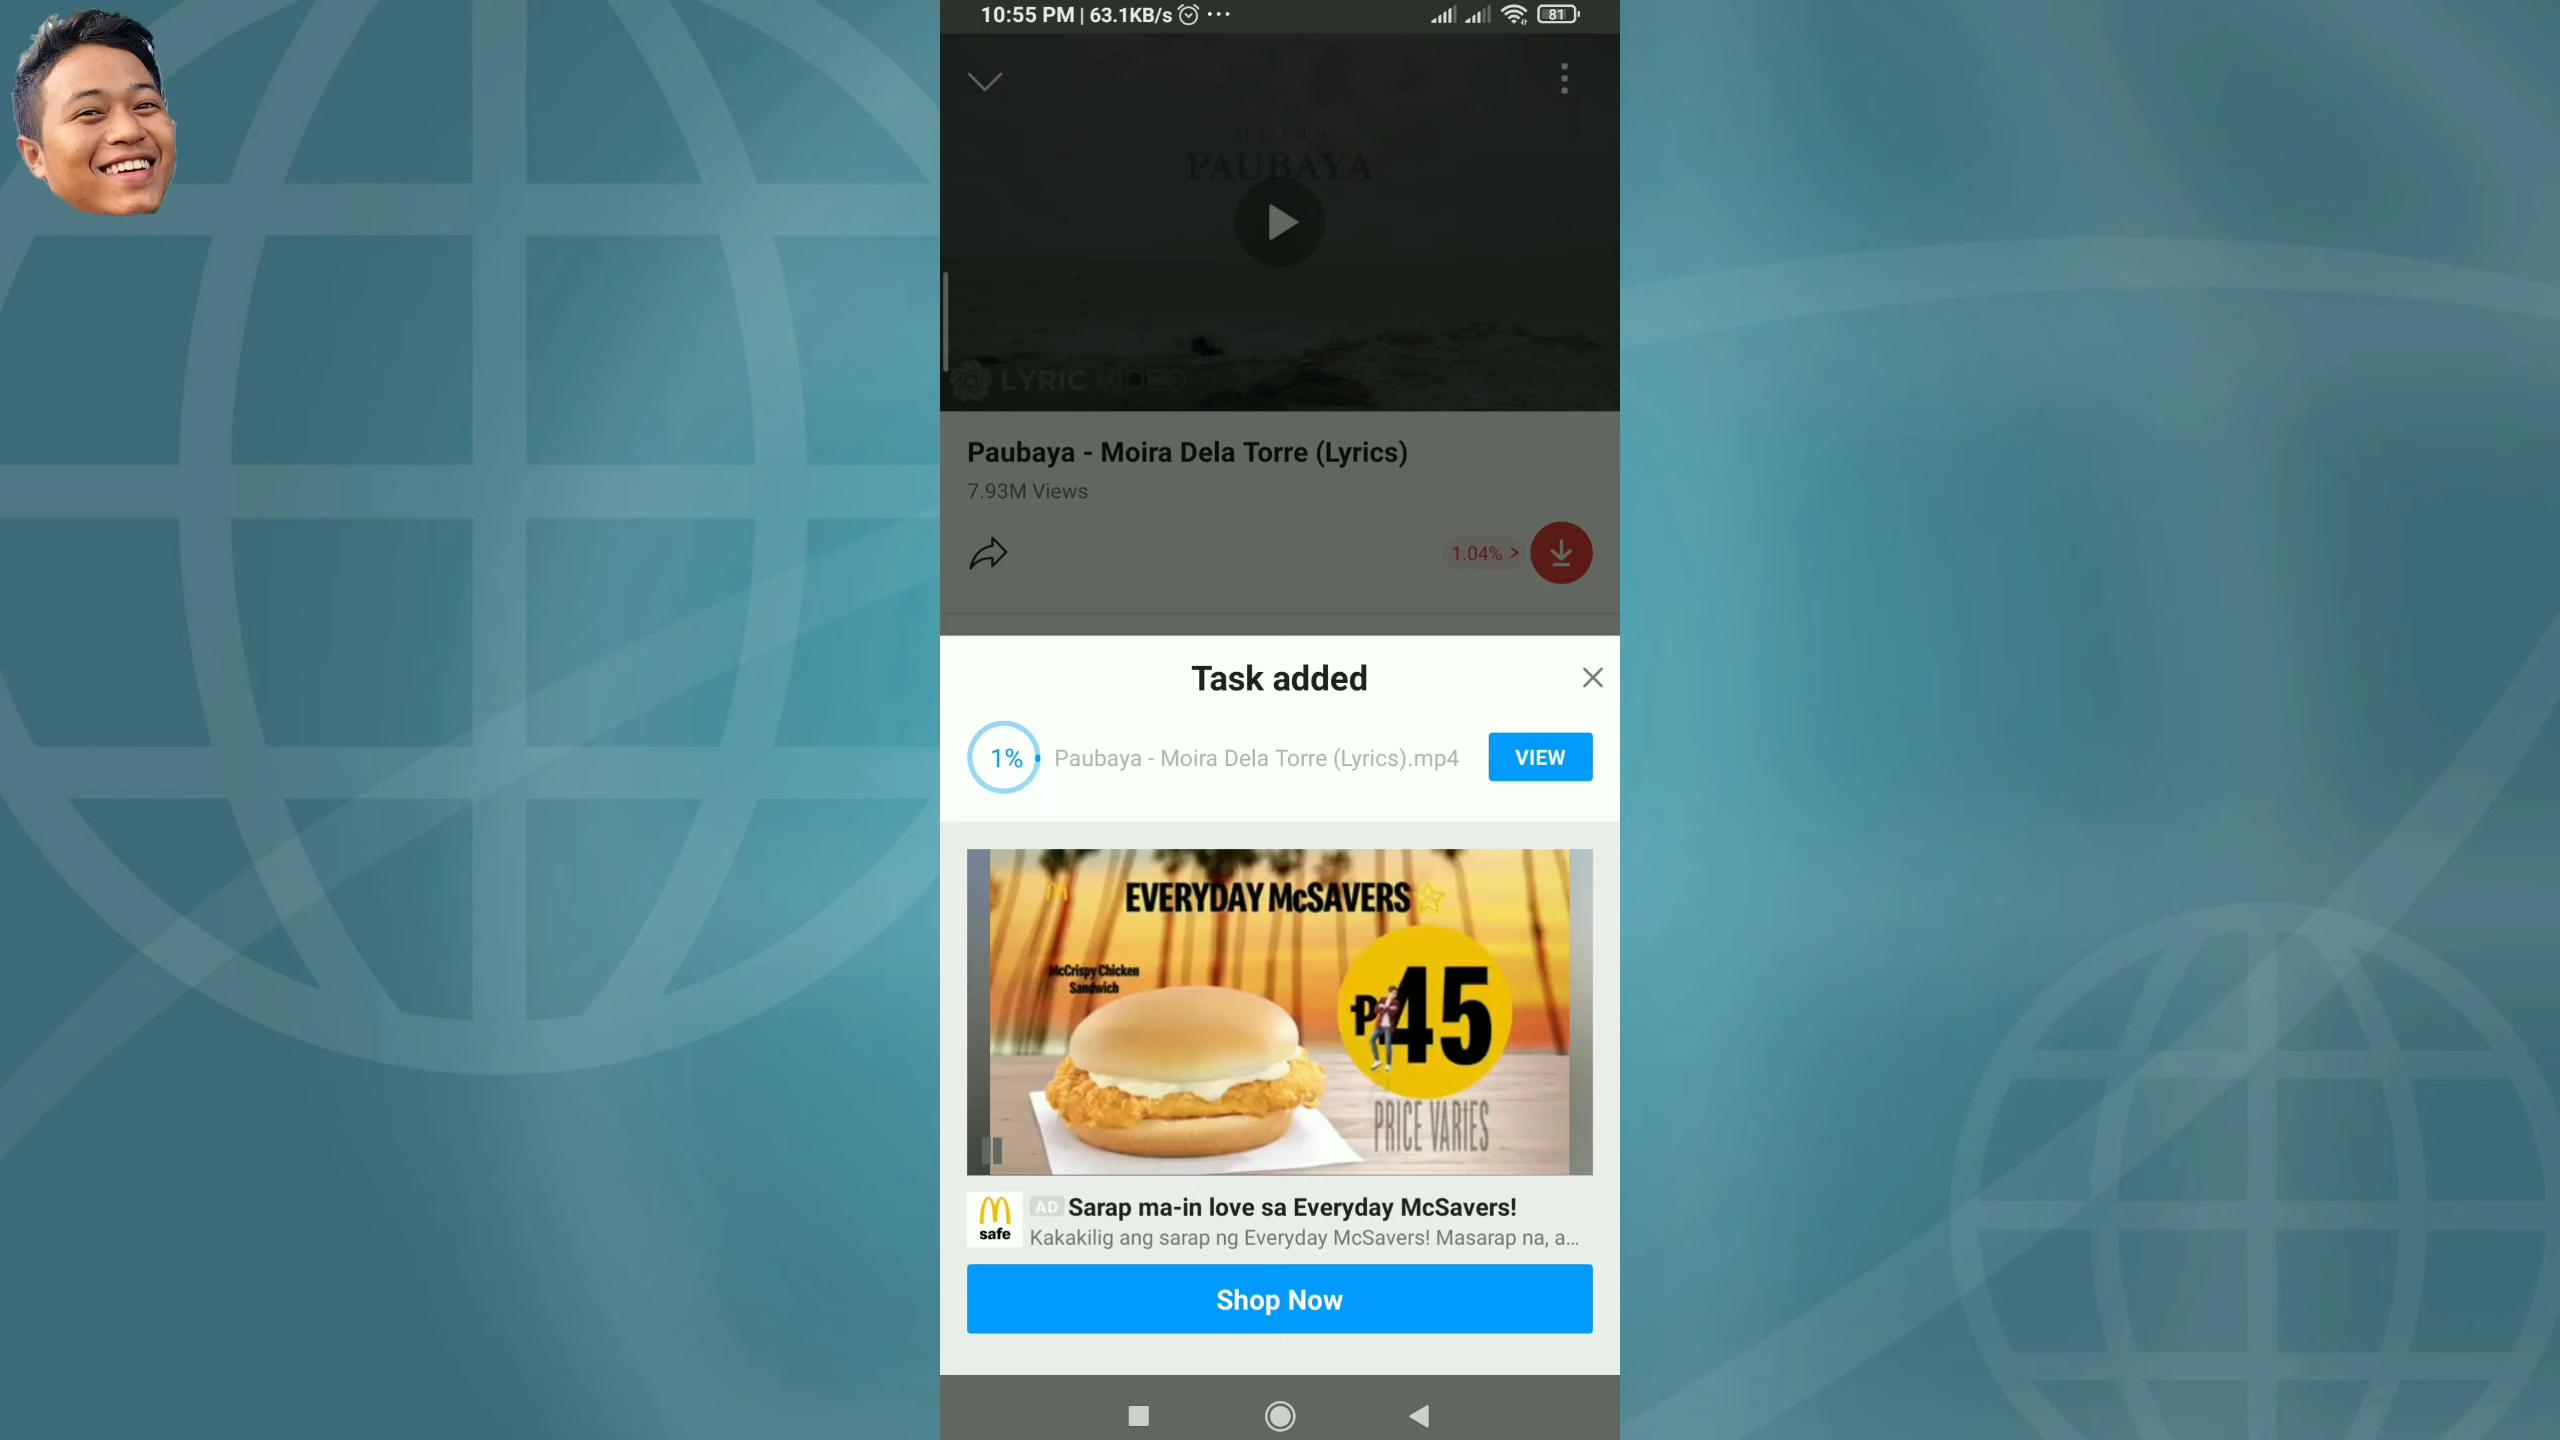 10:55 PM | 63.1KB/s
81
MOIRA
PAUBAYA
LYRIC VIDEO
Paubaya - Moira Dela Torre (Lyrics)
7.93M Views
1.04% >
Task added
1%
Paubaya - Moira Dela Torre (Lyrics).mp4
VIEW
EVERYDAY McSAVERS
McCrispy Chicken
Sandwich
₱45
PRICE VARIES
safe
AD Sarap ma-in love sa Everyday McSavers!
Kakakilig ang sarap ng Everyday McSavers! Masarap na, a...
Shop Now